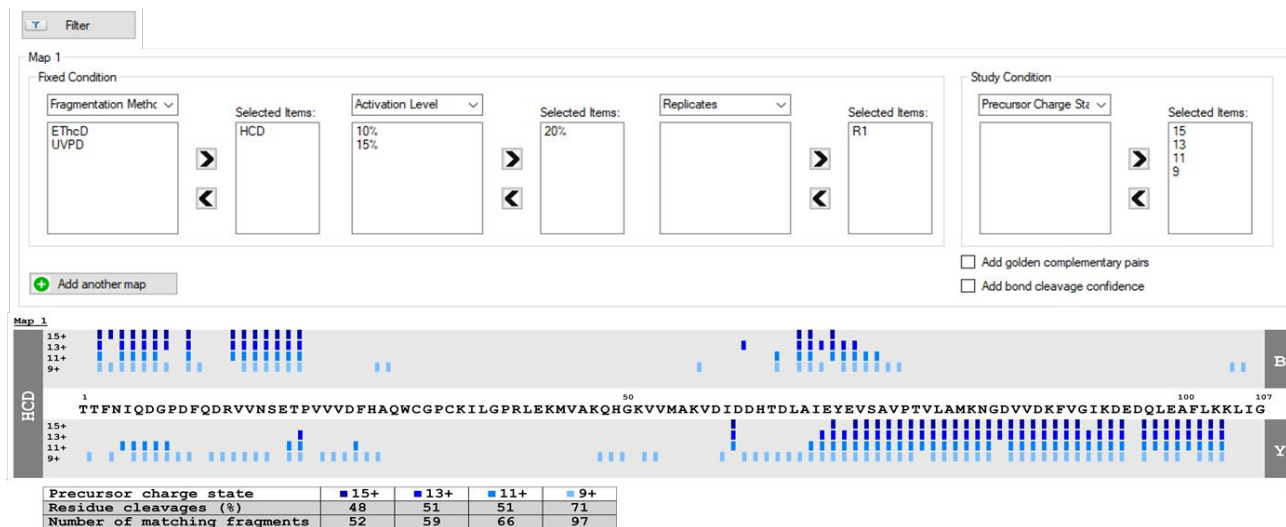 Filter
Map 1
Fixed Condition
Study Condition
Fragmentation Methc
Selected Items:
Activation Level
Selected Items:
Replicates
Selected Items:
Precursor Charge Sta
Selected Items:
EThcD
UVPD
HCD
10%
15%
20%
R1
15
13
11
9
Add another map
Add golden complementary pairs
Add bond cleavage confidence
Map 1
HCD
15+
13+
11+
9+
B
1 50 100 107
TTFNIQDGPDFQDRVVNSETPVVVDFHAQWCGPCKILGPRLEKMVAKQHGKVVMAKVDIDDHTDLAIEYEVSAVPTVLAMKNGDVVDKFVGIKDEDQLEAFLKKLIG
15+
13+
11+
9+
Y
Precursor charge state 15+ 13+ 11+ 9+
Residue cleavages (%) 48 51 51 71
Number of matching fragments 52 59 66 97